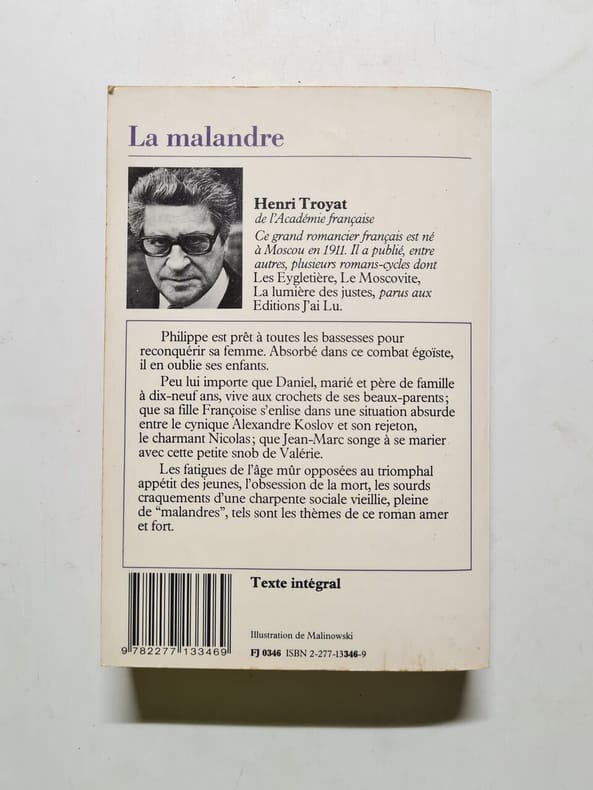 La malandre
Henri Troyat
de l'Académie française
Ce grand romancier français est né
à Moscou en 1911. Il a publié, entre
autres, plusieurs romans-cycles dont
Les Eygletière, Le Moscovite,
La lumière des justes, parus aux
Editions J'ai Lu.
Philippe est prêt à toutes les bassesses pour
reconquérir sa femme. Absorbé dans ce combat égoïste,
il en oublie ses enfants.
Peu lui importe que Daniel, marié et père de famille
à dix-neuf ans, vive aux crochets de ses beaux-parents;
que sa fille Françoise s'enlise dans une situation absurde
entre le cynique Alexandre Koslov et son rejeton,
le charmant Nicolas; que Jean-Marc songe à se marier
avec cette petite snob de Valérie.
Les fatigues de l'âge mûr opposées au triomphal
appétit des jeunes, l'obsession de la mort, les sourds
craquements d'une charpente sociale vieillie, pleine
de “malandres”, tels sont les thèmes de ce roman amer
et fort.
Texte intégral
Illustration de Malinowski
9 782277 133469
FJ 0346 ISBN 2-277-13346-9